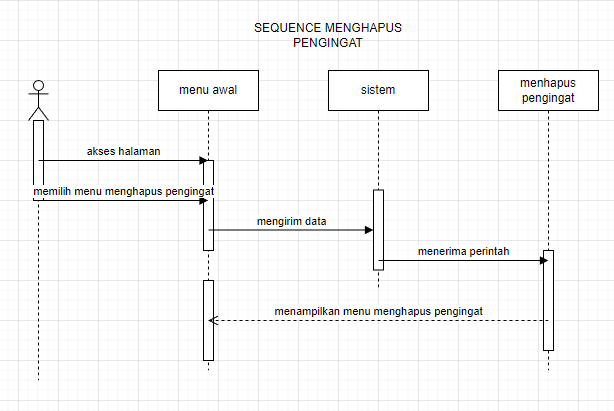 SEQUENCE MENGHAPUS
PENGINGAT
menu awal
sistem
menhapus
pengingat
akses halaman
memilih menu menghapus pengingat
mengirim data
menerima perintah
menampilkan menu menghapus pengingat